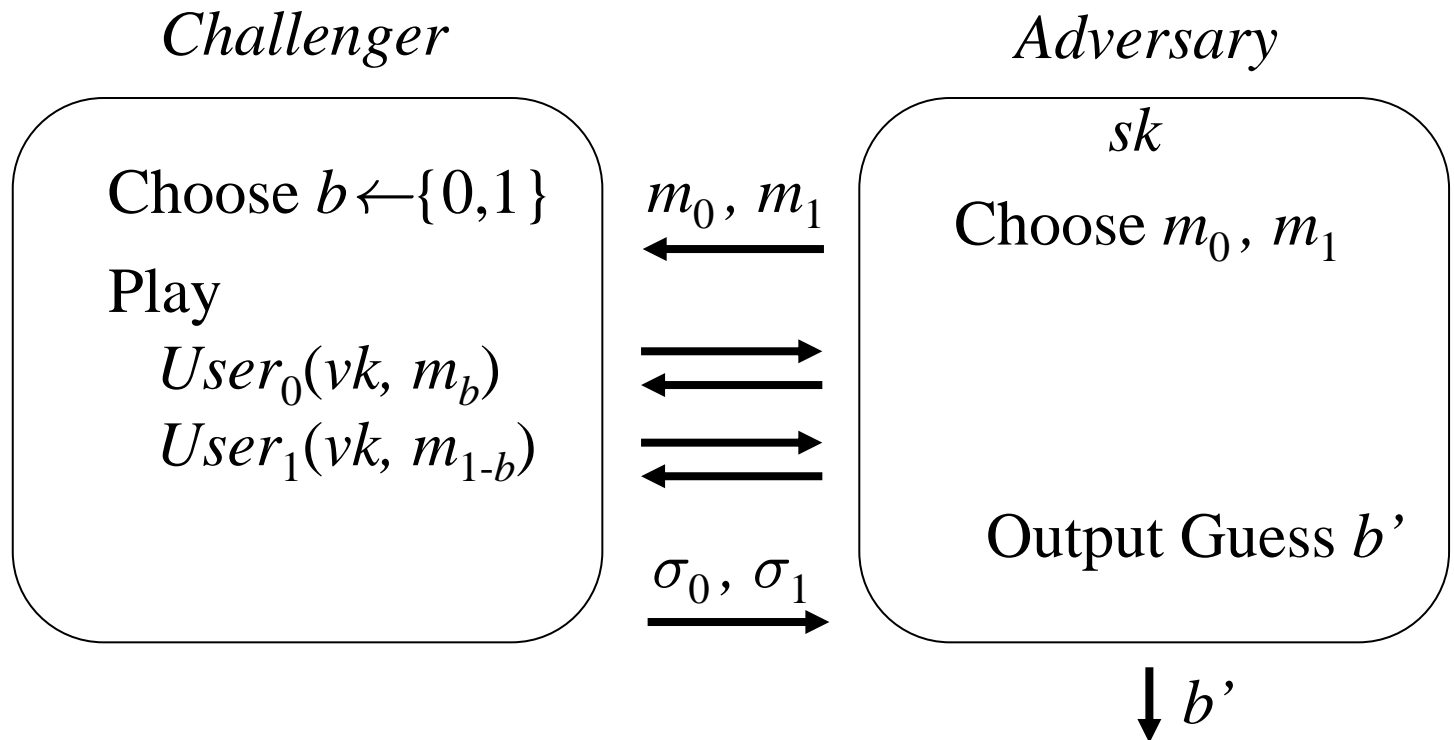 Challenger
Adversary
sk
Choose b←{0,1}
m₀, m₁
Choose m₀, m₁
Play
User₀(vk, m_b)
User₁(vk, m₁₋b)
Output Guess b’
σ₀, σ₁
b’